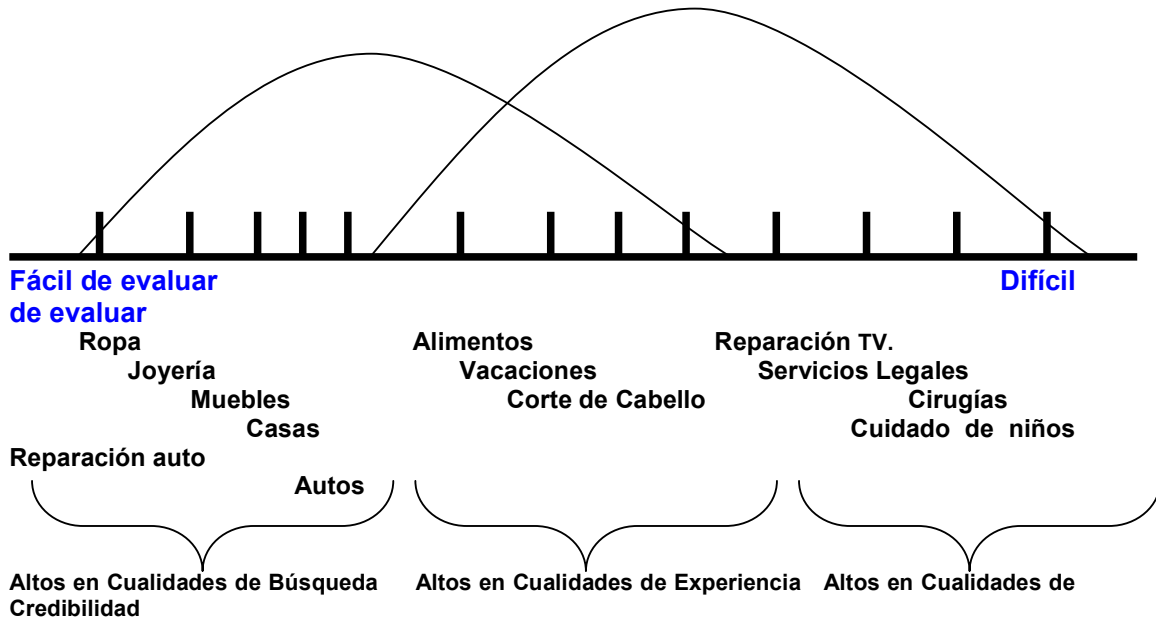 Fácil de evaluar Difícil
de evaluar
Ropa Alimentos Reparación TV.
Joyería Vacaciones Servicios Legales
Muebles Corte de Cabello Cirugías
Casas Cuidado de niños
Reparación auto
Autos
Altos en Cualidades de Búsqueda Altos en Cualidades de Experiencia Altos en Cualidades de
Credibilidad